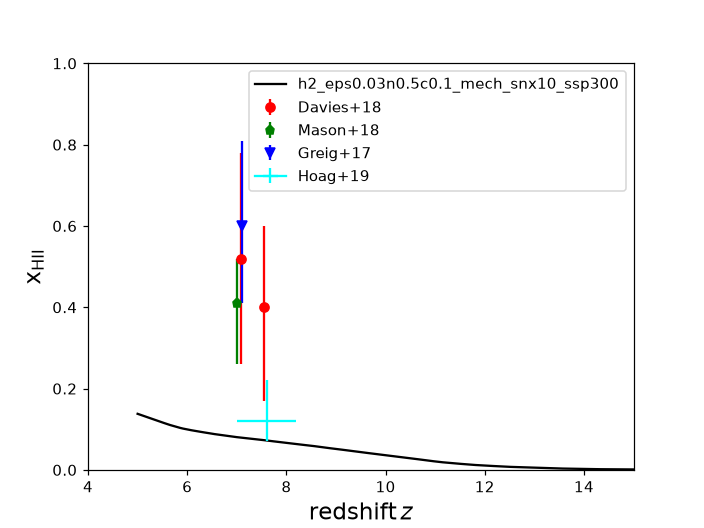 1.0
0.8
0.6
0.4
0.2
0.0
4 6 8 10 12 14
xHII
redshift z
h2_eps0.03n0.5c0.1_mech_snx10_ssp300
Davies+18
Mason+18
Greig+17
Hoag+19